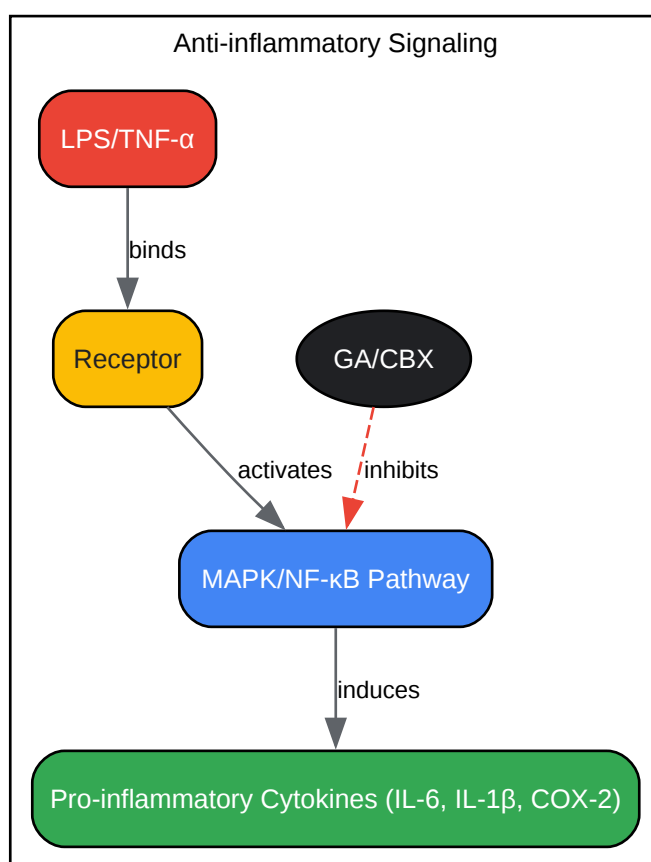 Anti-inflammatory Signaling
LPS/TNF-α
binds
Receptor
GA/CBX
activates
inhibits
MAPK/NF-κB Pathway
induces
Pro-inflammatory Cytokines (IL-6, IL-1β, COX-2)